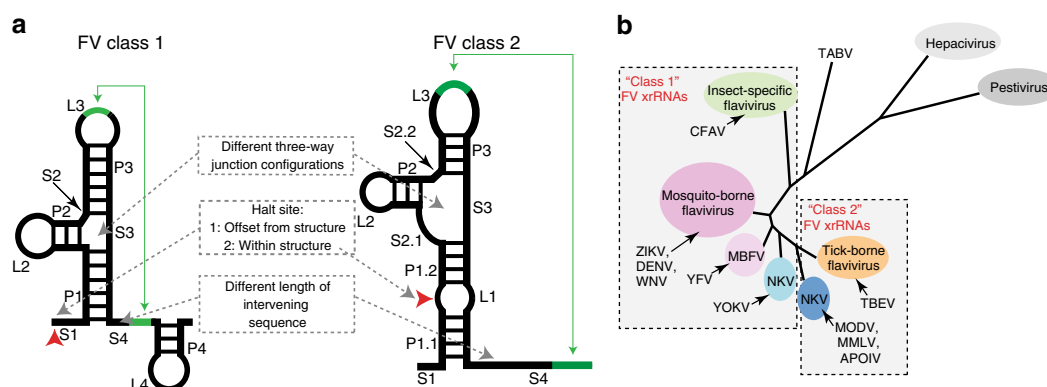 a
FV class 1
L3
P3
S2
P2
L2
S3
P1
S1
S4
P4
L4
Different three-way
junction configurations
Halt site:
1: Offset from structure
2: Within structure
Different length of
intervening
sequence
FV class 2
L3
P3
S2.2
P2
L2
S3
S2.1
P1.2
L1
P1.1
S1
S4
b
"Class 1"
FV xrRNAs
Insect-specific
flavivirus
CFAV
TABV
Hepacivirus
Pestivirus
Mosquito-borne
flavivirus
ZIKV,
DENV,
WNV
MBFV
YFV
NKV
YOKV
"Class 2"
FV xrRNAs
Tick-borne
flavivirus
TBEV
NKV
MODV,
MMLV,
APOIV